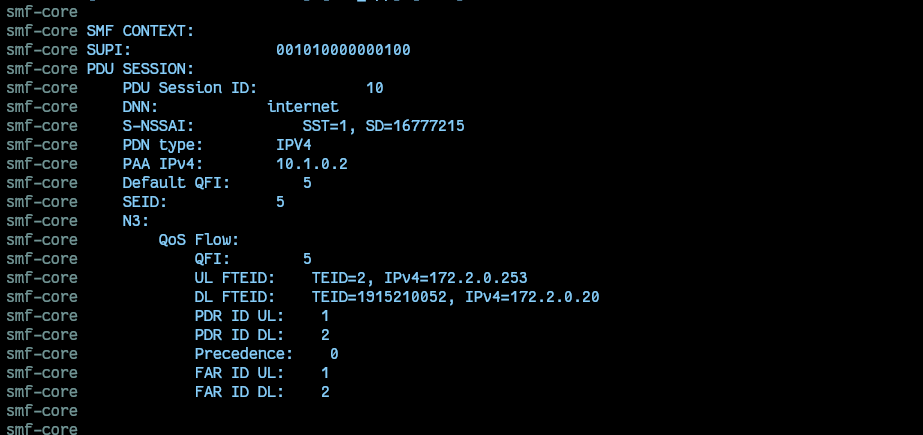 smf-core
smf-core SMF CONTEXT:
smf-core SUPI: 001010000000100
smf-core PDU SESSION:
smf-core PDU Session ID: 10
smf-core DNN: internet
smf-core S-NSSAI: SST=1, SD=16777215
smf-core PDN type: IPV4
smf-core PAA IPv4: 10.1.0.2
smf-core Default QFI: 5
smf-core SEID: 5
smf-core N3:
smf-core QoS Flow:
smf-core QFI: 5
smf-core UL FTEID: TEID=2, IPv4=172.2.0.253
smf-core DL FTEID: TEID=1915210052, IPv4=172.2.0.20
smf-core PDR ID UL: 1
smf-core PDR ID DL: 2
smf-core Precedence: 0
smf-core FAR ID UL: 1
smf-core FAR ID DL: 2
smf-core
smf-core